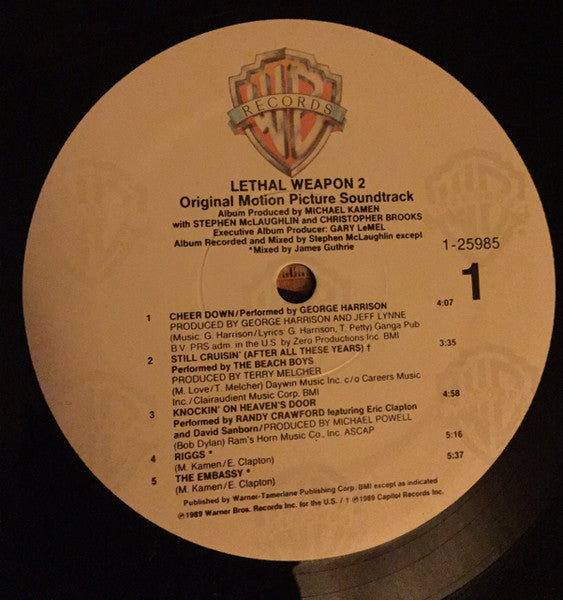 RECORDS
LETHAL WEAPON 2
Original Motion Picture Soundtrack
Album Produced by MICHAEL KAMEN
with STEPHEN McLAUGHLIN and CHRISTOPHER BROOKS
Executive Album Producer: GARY LeMEL
Album Recorded and Mixed by Stephen McLaughlin except
*Mixed by James Guthrie
1-25985
1
1 CHEER DOWN/Performed by GEORGE HARRISON 4:07
PRODUCED BY GEORGE HARRISON AND JEFF LYNNE
(Music: G. Harrison/Lyrics: G. Harrison, T. Petty) Ganga Pub.
B.V. PRS adm. in the U.S. by Zero Productions Inc. BMI
2 STILL CRUISIN' (AFTER ALL THESE YEARS) † 3:35
Performed by THE BEACH BOYS
PRODUCED BY TERRY MELCHER
(M. Love/T. Melcher) Daywin Music Inc. c/o Careers Music
Inc./Clairaudient Music Corp. BMI
3 KNOCKIN' ON HEAVEN'S DOOR 4:58
Performed by RANDY CRAWFORD featuring Eric Clapton
and David Sanborn/PRODUCED BY MICHAEL POWELL
(Bob Dylan) Ram's Horn Music Co., Inc. ASCAP
4 RIGGS * 5:16
(M. Kamen/E. Clapton)
5 THE EMBASSY * 5:37
(M. Kamen/E. Clapton)
Published by Warner-Tamerlane Publishing Corp. BMI except as indicated
℗1989 Warner Bros. Records Inc. for the U.S. / † ℗1989 Capitol Records Inc.